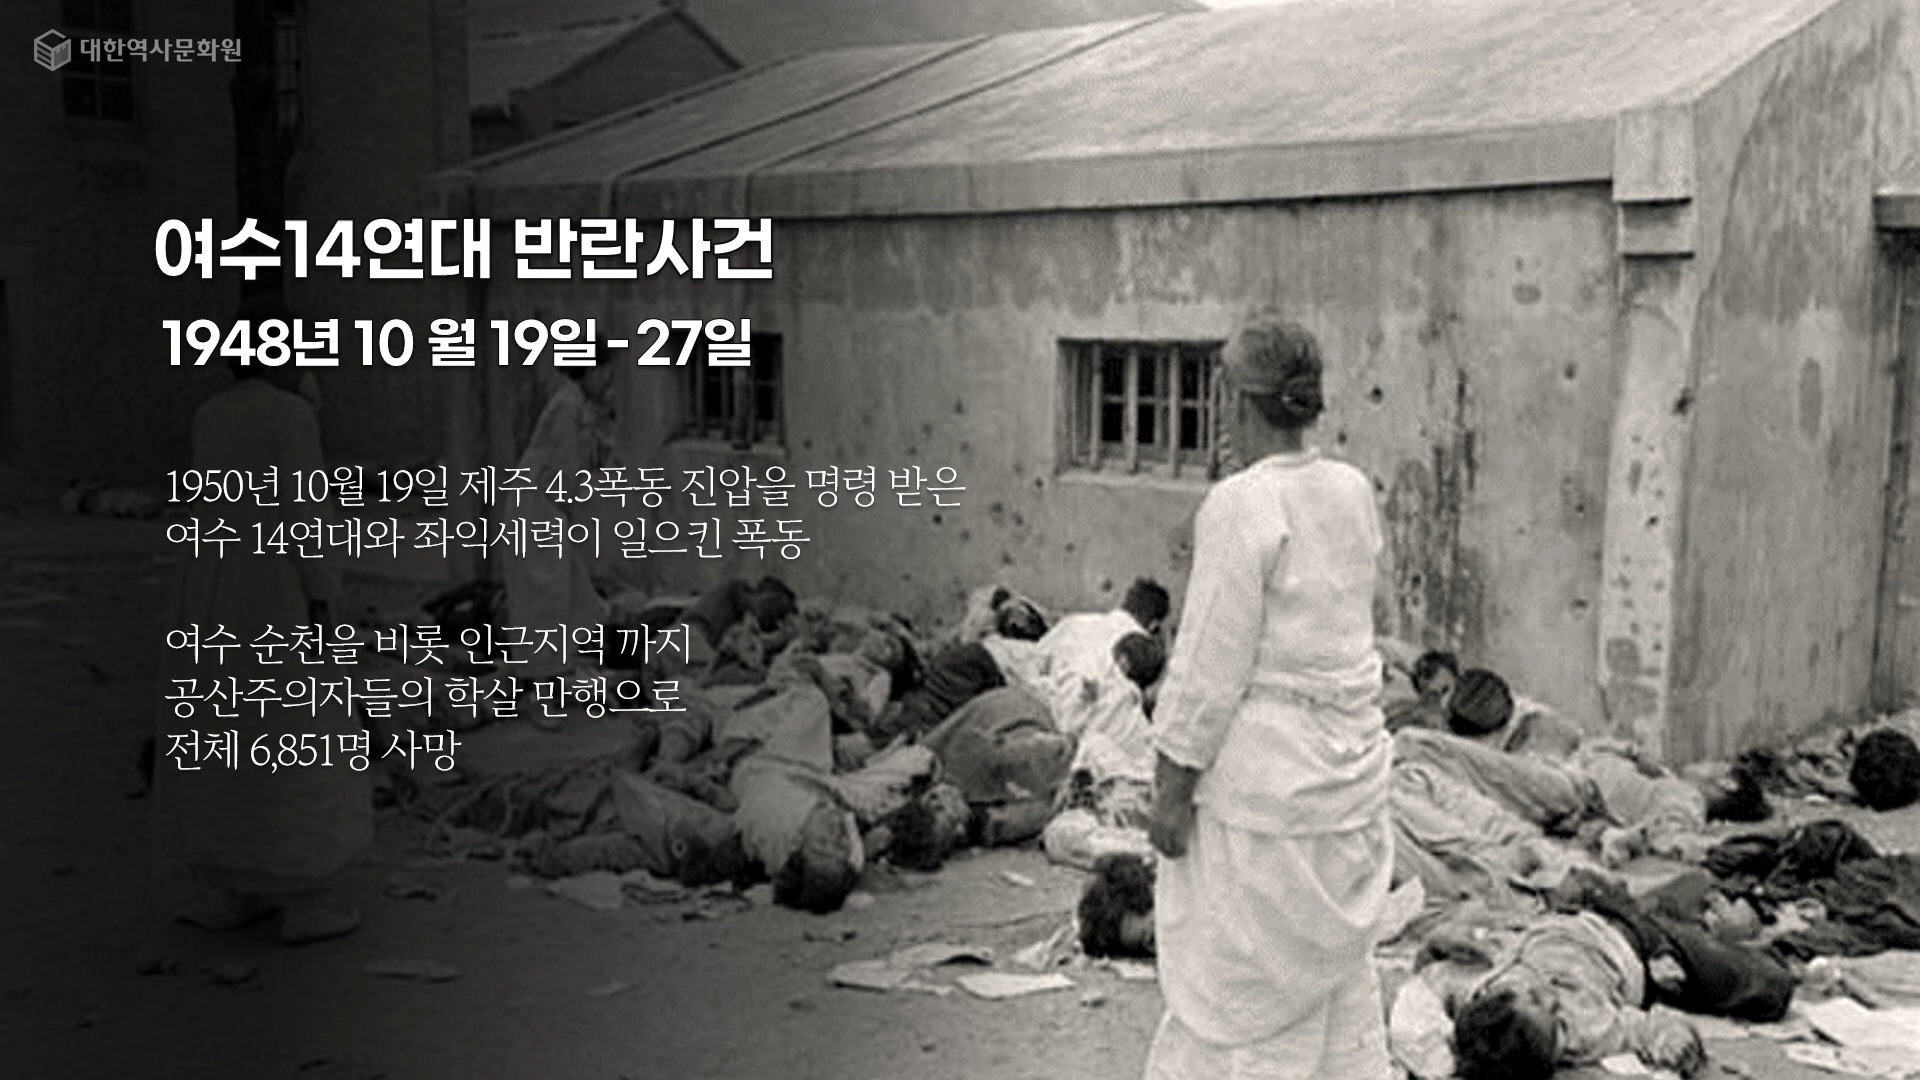 대한역사문화원
여수14연대 반란사건
1948년 10 월 19일 - 27일
1950년 10월 19일 제주 4.3폭동 진압을 명령 받은
여수 14연대와 좌익세력이 일으킨 폭동
여수 순천을 비롯 인근지역 까지
공산주의자들의 학살 만행으로
전체 6,851명 사망